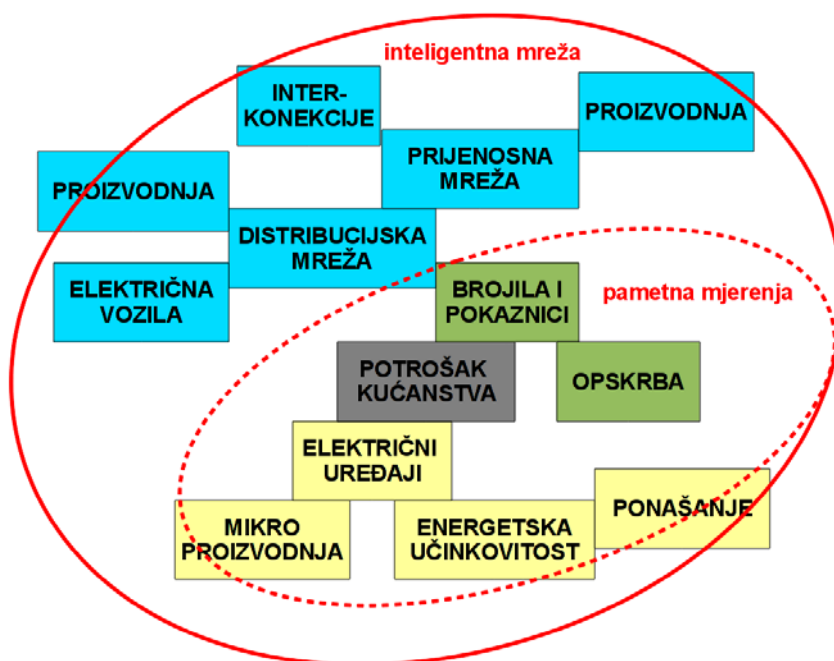 inteligentna mreža
INTER-
KONEKCIJE
PROIZVODNJA
PRIJENOSNA
MREŽA
PROIZVODNJA
DISTRIBUCIJSKA
MREŽA
ELEKTRIČNA
VOZILA
BROJILA I
POKAZNICI
pametna mjerenja
POTROŠAK
KUĆANSTVA
OPSKRBA
ELEKTRIČNI
UREĐAJI
PONAŠANJE
MIKRO
PROIZVODNJA
ENERGETSKA
UČINKOVITOST